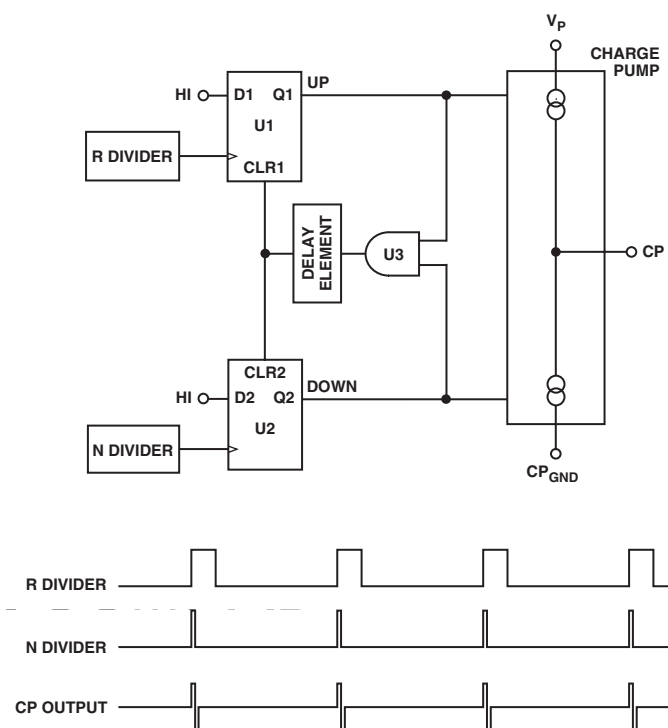 V_P
CHARGE
PUMP
HI
D1 Q1
UP
U1
R DIVIDER
CLR1
DELAY
ELEMENT
U3
CP
CLR2
HI
D2 Q2
DOWN
U2
N DIVIDER
CP_GND
R DIVIDER
N DIVIDER
CP OUTPUT